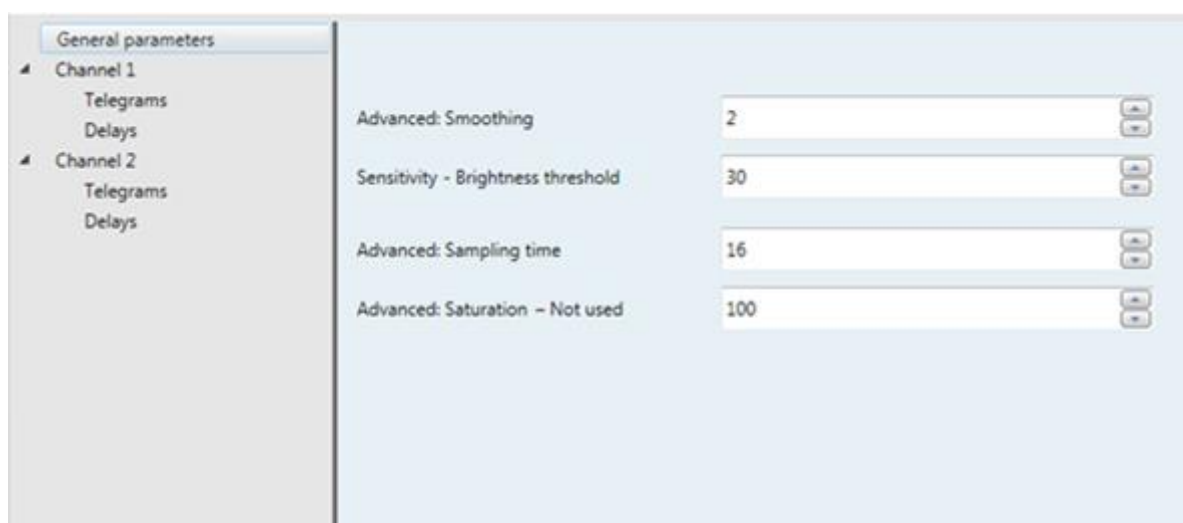 General parameters
Channel 1
Telegrams
Delays
Channel 2
Telegrams
Delays
Advanced: Smoothing 2
Sensitivity - Brightness threshold 30
Advanced: Sampling time 16
Advanced: Saturation – Not used 100